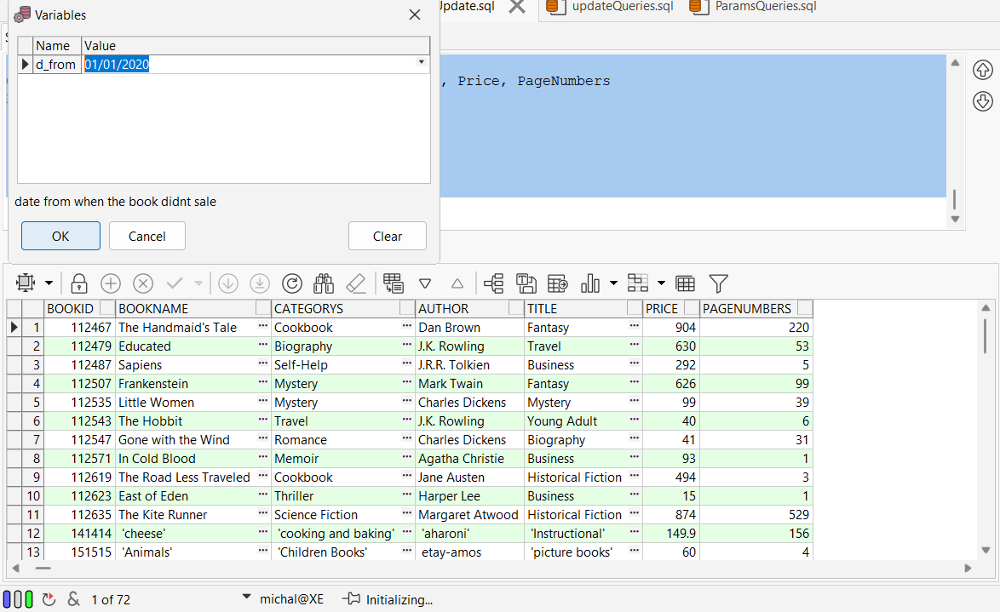 Variables
Update.sql
updateQueries.sql
ParamsQueries.sql
Name Value
d_from 01/01/2020
, Price, PageNumbers
date from when the book didnt sale
OK Cancel Clear
BOOKID BOOKNAME CATEGORYS AUTHOR TITLE PRICE PAGENUMBERS
1 112467 The Handmaid's Tale ... Cookbook ... Dan Brown Fantasy ... 904 220
2 112479 Educated ... Biography ... J.K. Rowling Travel ... 630 53
3 112487 Sapiens ... Self-Help ... J.R.R. Tolkien Business ... 292 5
4 112507 Frankenstein ... Mystery ... Mark Twain Fantasy ... 626 99
5 112535 Little Women ... Mystery ... Charles Dickens Mystery ... 99 39
6 112543 The Hobbit ... Travel ... J.K. Rowling Young Adult ... 40 6
7 112547 Gone with the Wind ... Romance ... Charles Dickens Biography ... 41 31
8 112571 In Cold Blood ... Memoir ... Agatha Christie Business ... 93 1
9 112619 The Road Less Traveled ... Cookbook ... Jane Austen Historical Fiction ... 494 3
10 112623 East of Eden ... Thriller ... Harper Lee Business ... 15 1
11 112635 The Kite Runner ... Science Fiction ... Margaret Atwood Historical Fiction ... 874 529
12 141414 'cheese' ... 'cooking and baking' ... 'aharoni' 'Instructional' ... 149.9 156
13 151515 'Animals' ... 'Children Books' ... etay-amos 'picture books' ... 60 4
& 1 of 72 michal@XE Initializing...